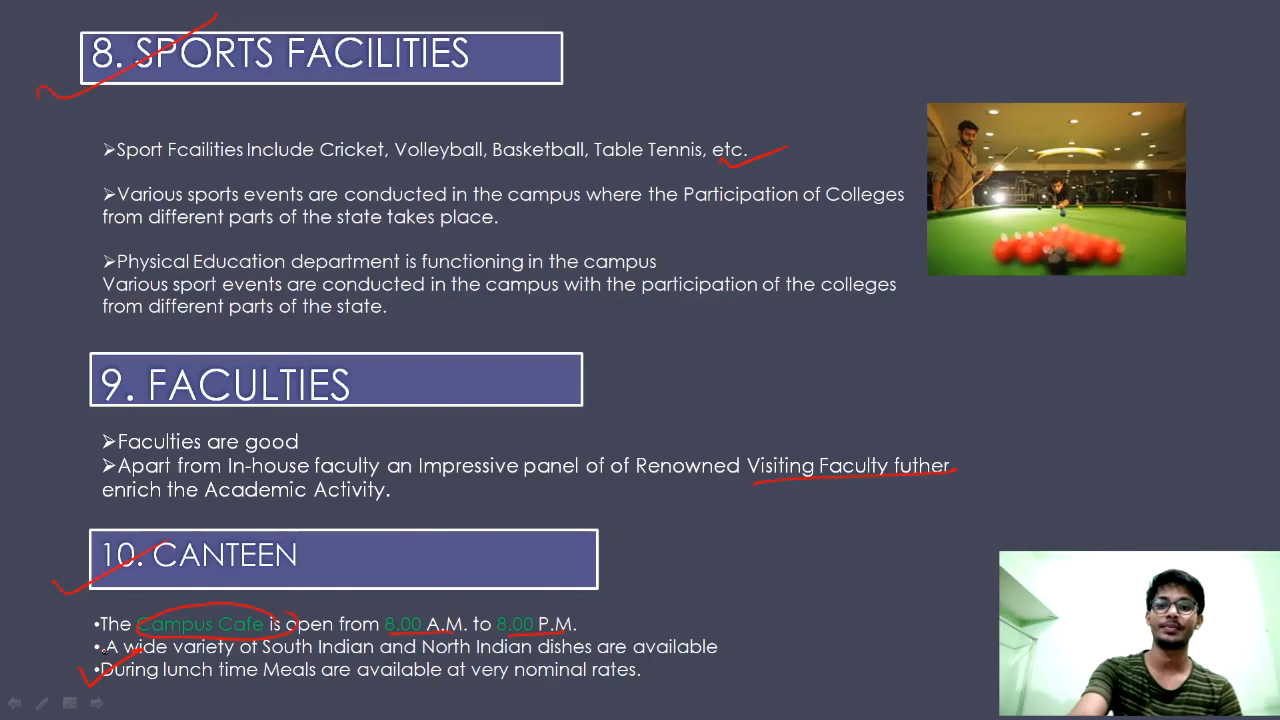 8. SPORTS FACILITIES
➢Sport Fcailities Include Cricket, Volleyball, Basketball, Table Tennis, etc.
➢Various sports events are conducted in the campus where the Participation of Colleges
from different parts of the state takes place.
➢Physical Education department is functioning in the campus
Various sport events are conducted in the campus with the participation of the colleges
from different parts of the state.
9. FACULTIES
➢Faculties are good
➢Apart from In-house faculty an Impressive panel of of Renowned Visiting Faculty futher
enrich the Academic Activity.
10. CANTEEN
•The Campus Cafe is open from 8.00 A.M. to 8.00 P.M.
•A wide variety of South Indian and North Indian dishes are available
•During lunch time Meals are available at very nominal rates.